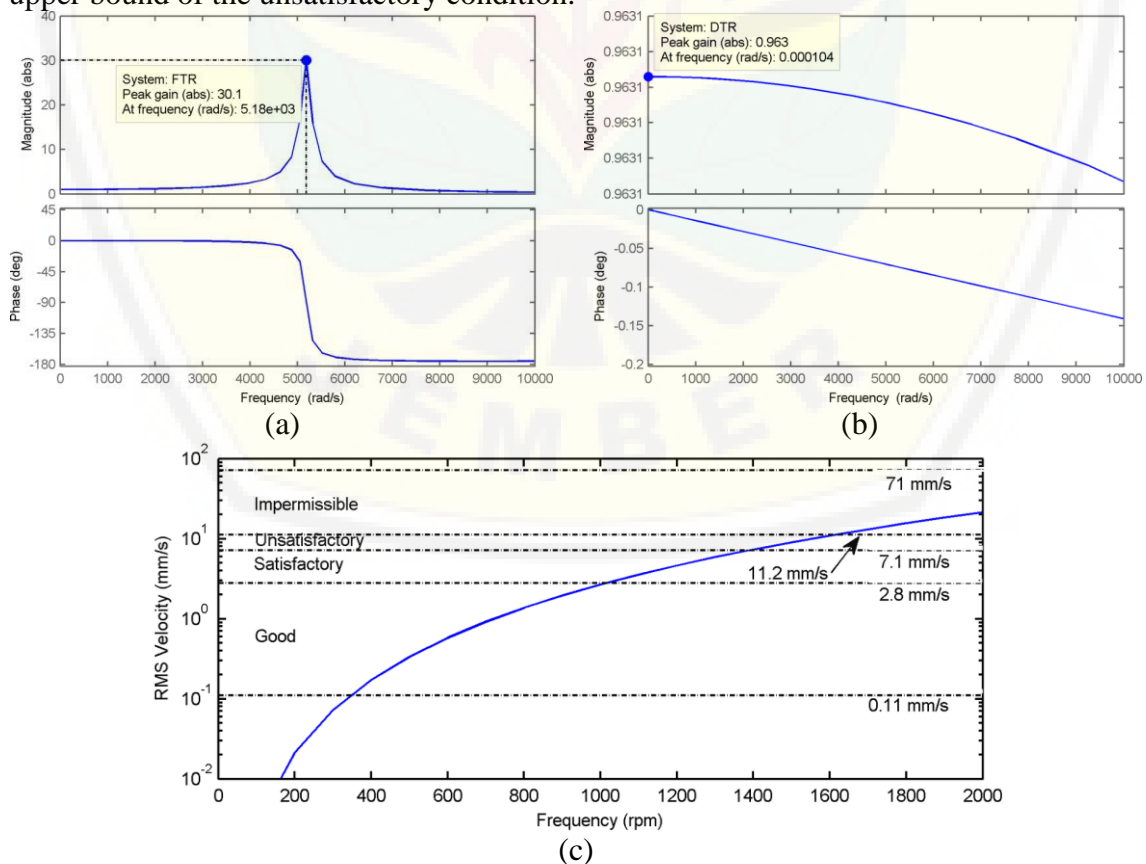 upper bound of the unsatisfactory condition.
40
30
20
10
0
Magnitude (abs)
System: FTR
Peak gain (abs): 30.1
At frequency (rad/s): 5.18e+03
45
0
-45
-90
-135
-180
Phase (deg)
0 1000 2000 3000 4000 5000 6000 7000 8000 9000 10000
Frequency (rad/s)
(a)
0.9631
0.9631
0.9631
0.9631
0.9631
0.9631
Magnitude (abs)
System: DTR
Peak gain (abs): 0.963
At frequency (rad/s): 0.000104
0
-0.05
-0.1
-0.15
-0.2
Phase (deg)
0 1000 2000 3000 4000 5000 6000 7000 8000 9000 10000
Frequency (rad/s)
(b)
EMBER
10^2
10^1
10^0
10^-1
10^-2
RMS Velocity (mm/s)
71 mm/s
Impermissible
Unsatisfactory
Satisfactory
11.2 mm/s
7.1 mm/s
2.8 mm/s
Good
0.11 mm/s
0 200 400 600 800 1000 1200 1400 1600 1800 2000
Frequency (rpm)
(c)